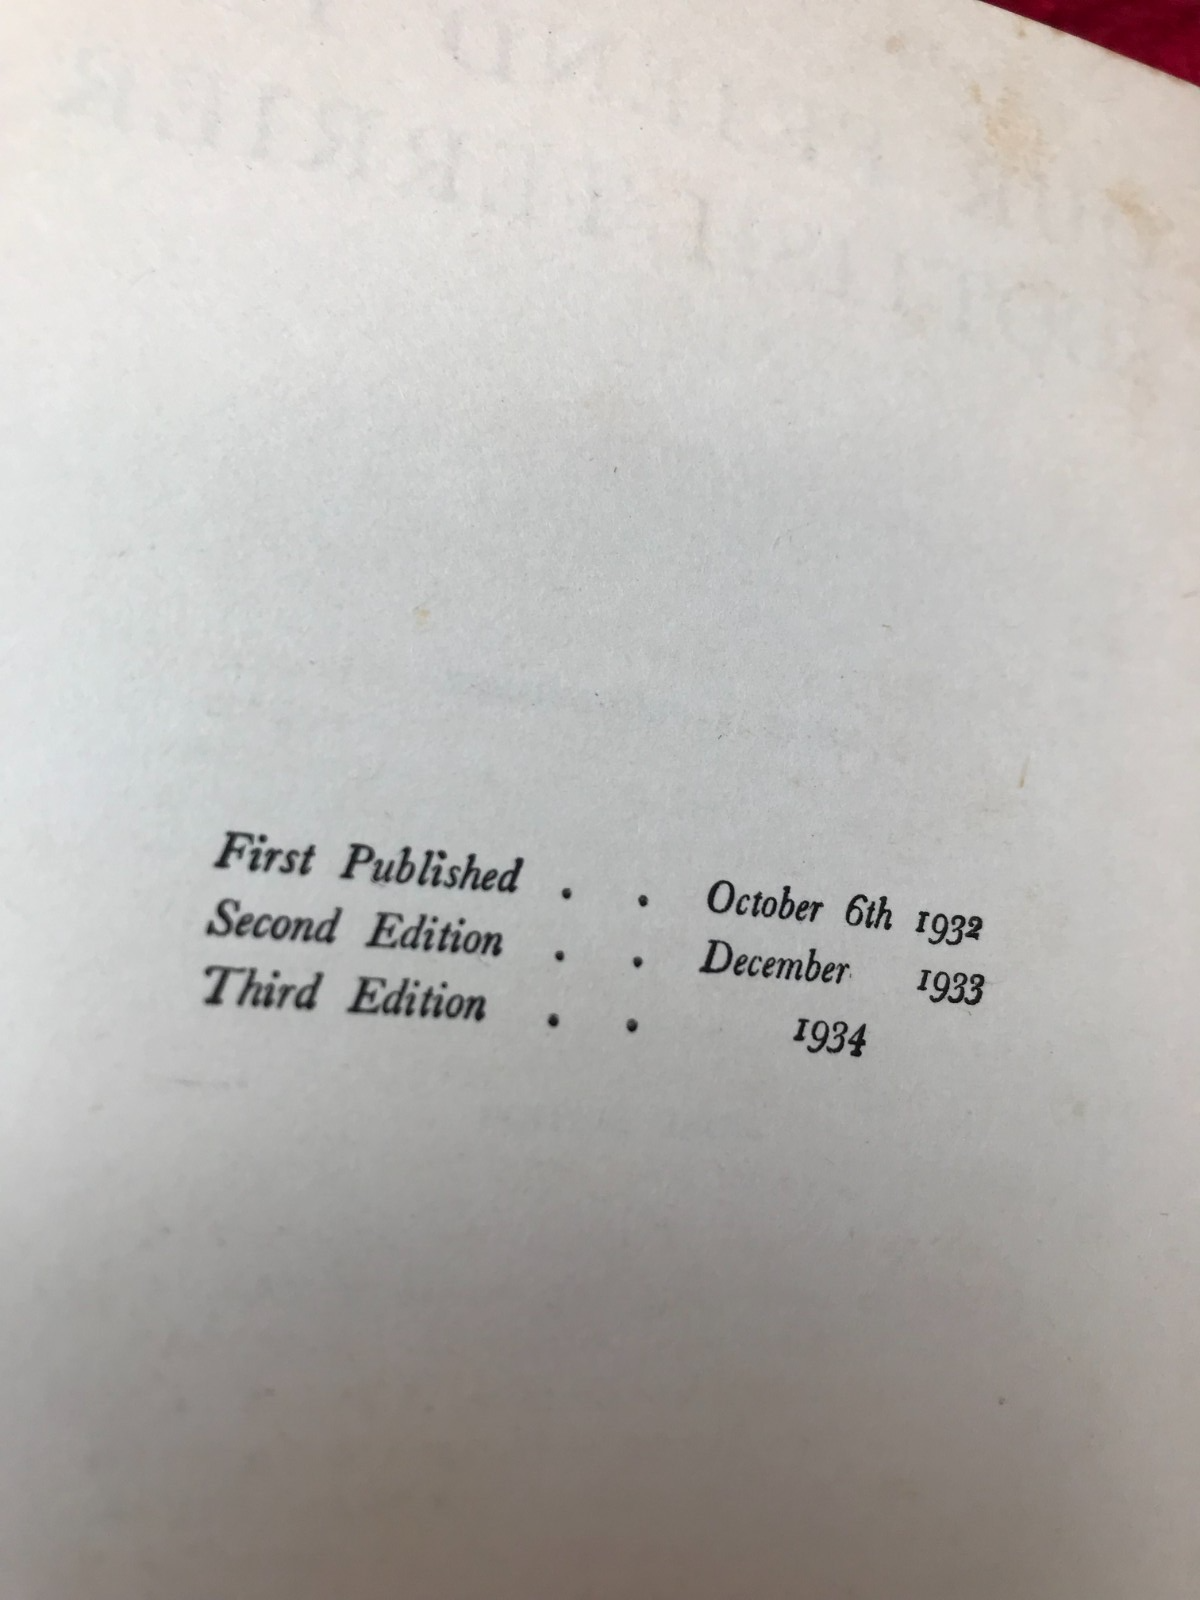 First Published . . October 6th 1932
Second Edition . . December 1933
Third Edition . . 1934